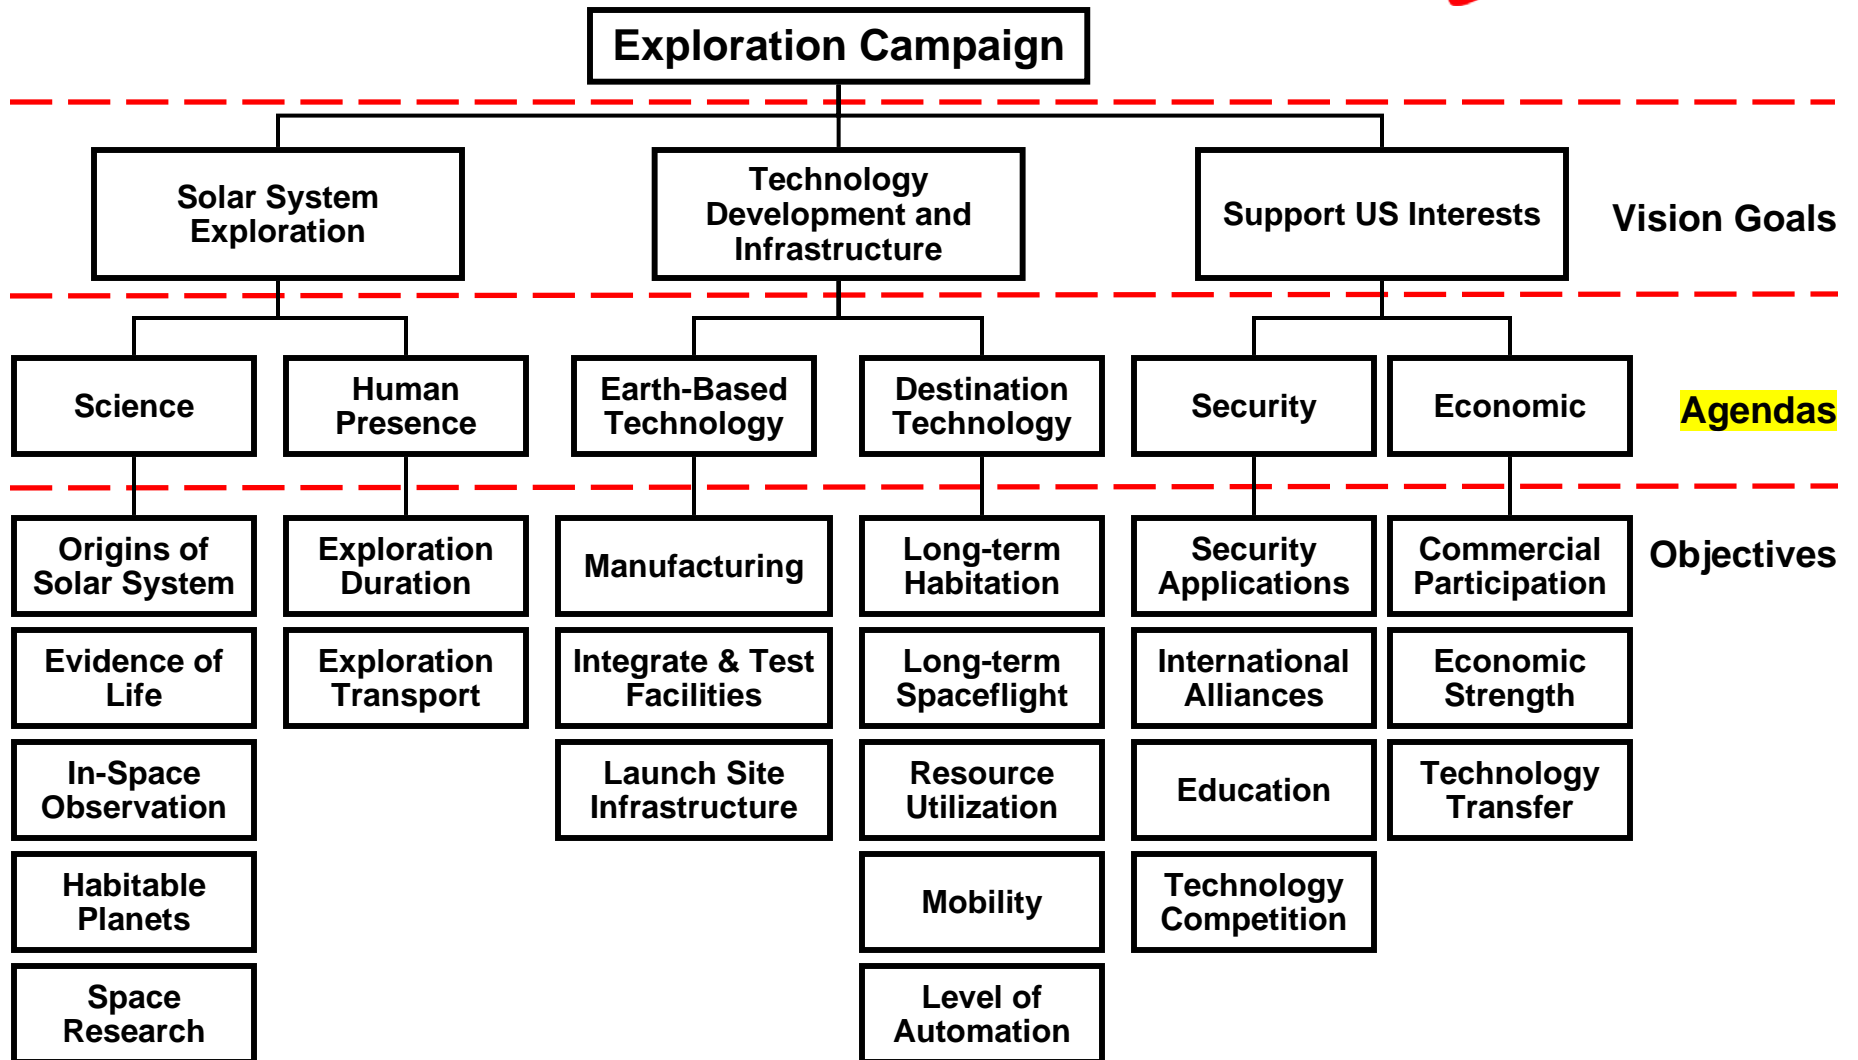 Exploration Campaign
Solar System
Exploration
Technology
Development and
Infrastructure
Support US Interests
Vision Goals
Science
Human
Presence
Earth-Based
Technology
Destination
Technology
Security
Economic
Agendas
Origins of
Solar System
Exploration
Duration
Manufacturing
Long-term
Habitation
Security
Applications
Commercial
Participation
Objectives
Evidence of
Life
Exploration
Transport
Integrate & Test
Facilities
Long-term
Spaceflight
International
Alliances
Economic
Strength
In-Space
Observation
Launch Site
Infrastructure
Resource
Utilization
Education
Technology
Transfer
Habitable
Planets
Mobility
Technology
Competition
Space
Research
Level of
Automation